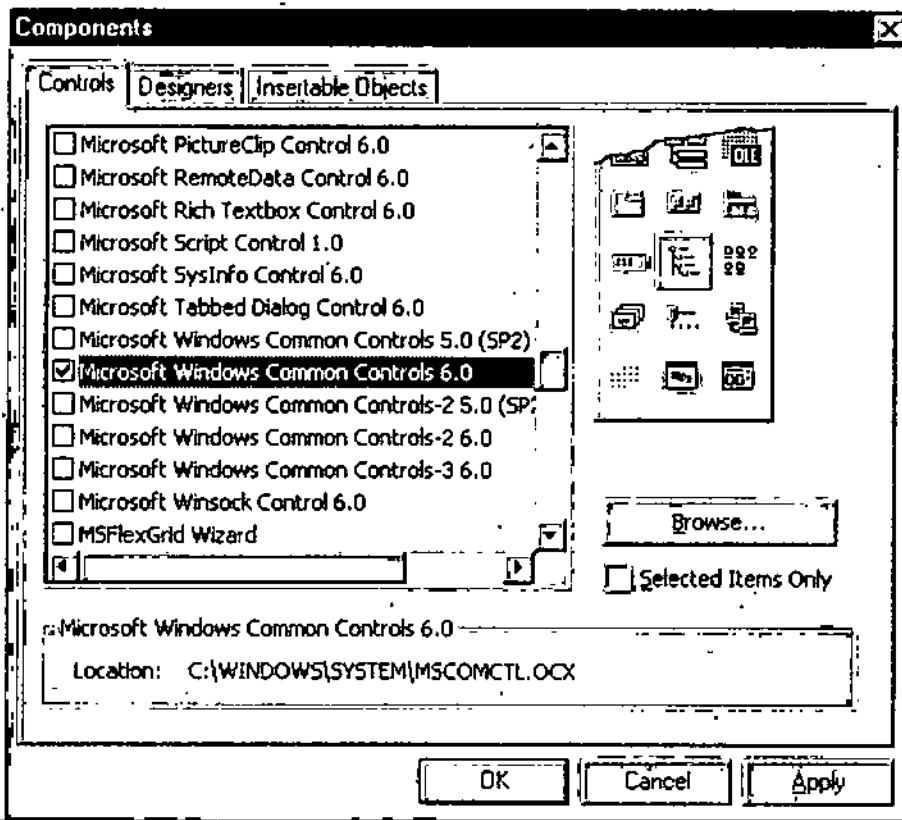 Components
Controls
Designers
Insertable Objects
Microsoft PictureClip Control 6.0
Microsoft RemoteData Control 6.0
Microsoft Rich Textbox Control 6.0
Microsoft Script Control 1.0
Microsoft SysInfo Control 6.0
Microsoft Tabbed Dialog Control 6.0
Microsoft Windows Common Controls 5.0 (SP2)
Microsoft Windows Common Controls 6.0
Microsoft Windows Common Controls-2 5.0 (SP2
Microsoft Windows Common Controls-2 6.0
Microsoft Windows Common Controls-3 6.0
Microsoft Winsock Control 6.0
MSFlexGrid Wizard
Browse...
Selected Items Only
Microsoft Windows Common Controls 6.0
Location: C:\WINDOWS\SYSTEM\MSCOMCTL.OCX
OK
Cancel
Apply